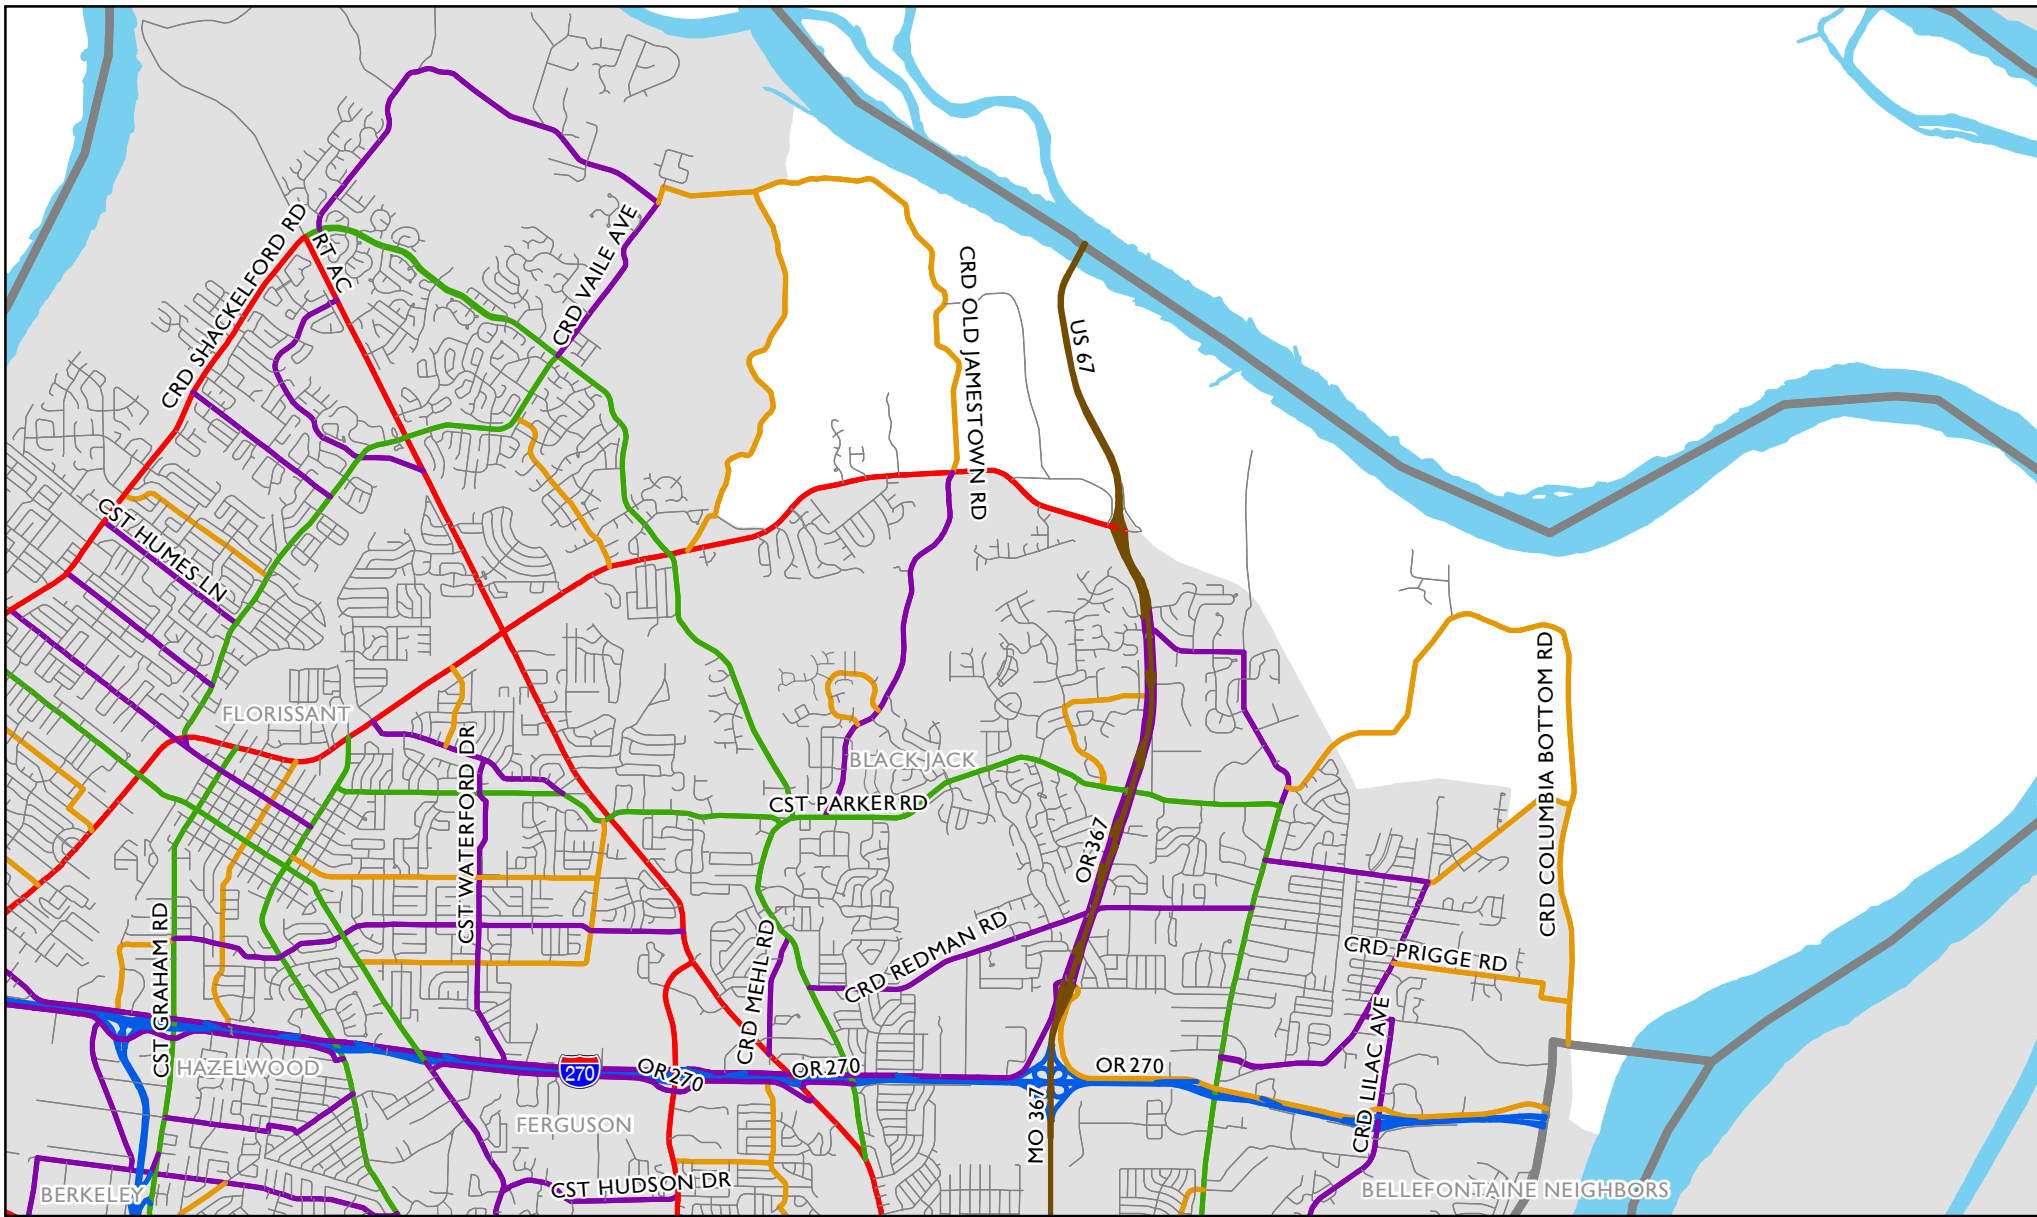 CRD SHACKELFORD RD
RT AC
CRD VAILE AVE
CRD OLD JAMESTOWN RD
US 67
CST HUMES LN
FLORISSANT
CST WATERFORD DR
BLACK JACK
CST PARKER RD
OR 367
CRD COLUMBIA BOTTOM RD
CST GRAHAM RD
CRD MEHL RD
CRD REDMAN RD
CRD PRIGGE RD
CRD LILAC AVE
HAZELWOOD
270
OR 270
OR 270
OR 270
MO 367
FERGUSON
CST HUDSON DR
BERKELEY
BELLEFONTAINE NEIGHBORS